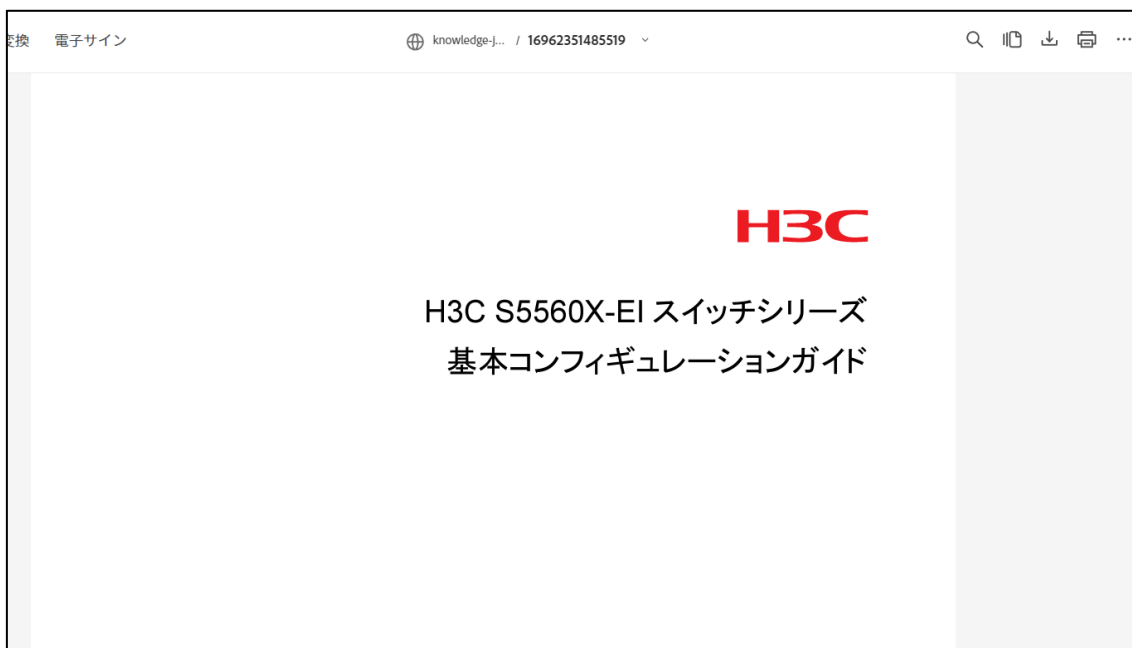 変換 電子サイン knowledge-j... / 16962351485519
H3C
H3C S5560X-EI スイッチシリーズ
基本コンフィギュレーションガイド